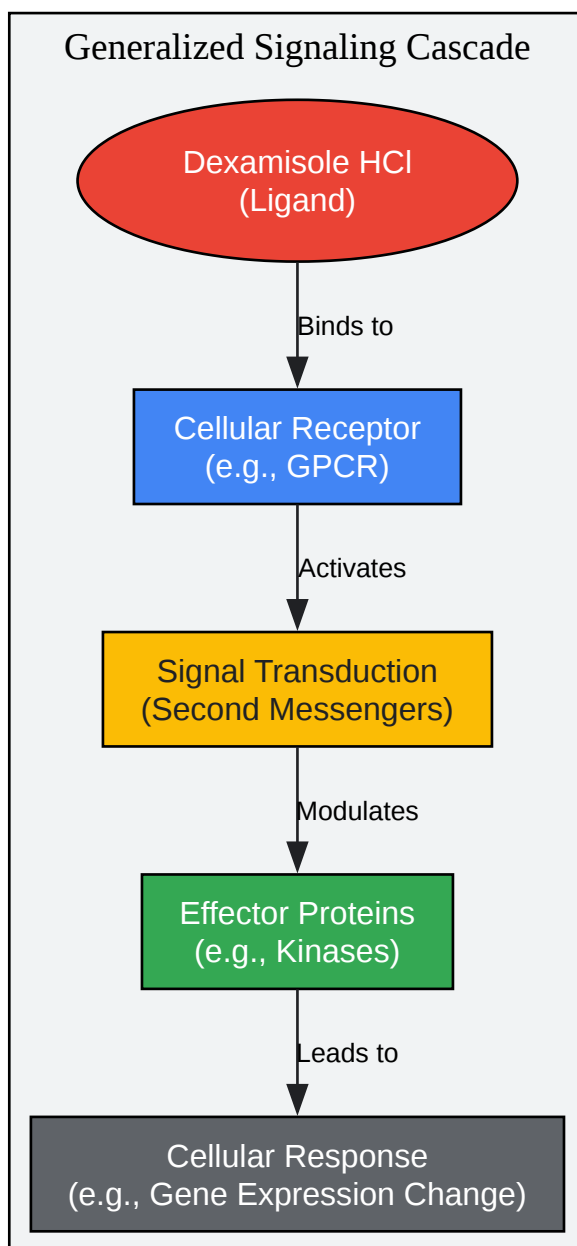 Generalized Signaling Cascade
Dexamisole HCl
(Ligand)
Binds to
Cellular Receptor
(e.g., GPCR)
Activates
Signal Transduction
(Second Messengers)
Modulates
Effector Proteins
(e.g., Kinases)
Leads to
Cellular Response
(e.g., Gene Expression Change)